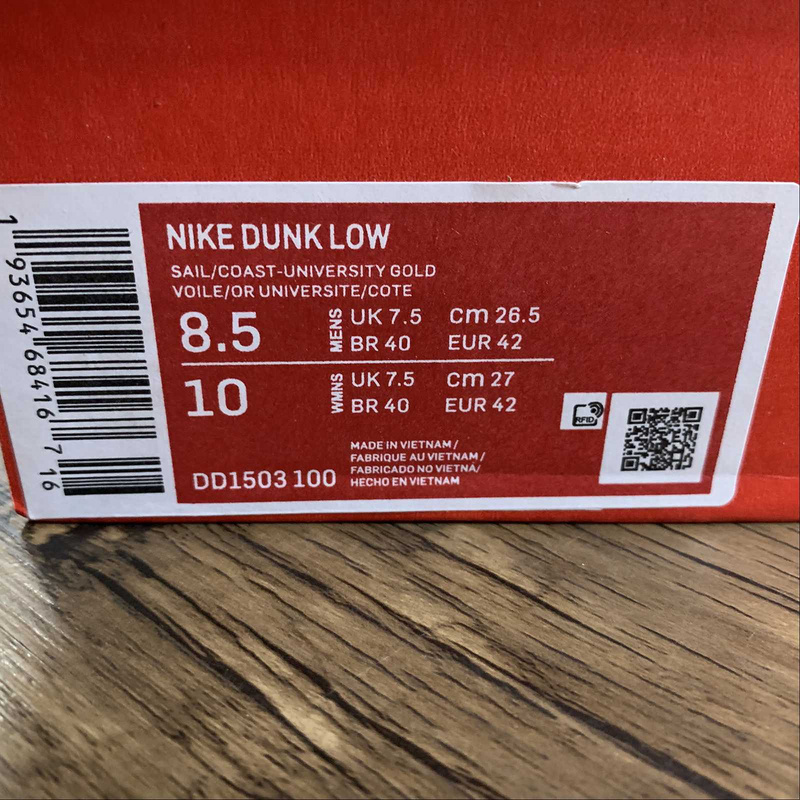 1 93654 68416 7 16
NIKE DUNK LOW
SAIL/COAST-UNIVERSITY GOLD
VOILE/OR UNIVERSITE/COTE
8.5 MENS UK 7.5 cm 26.5
BR 40 EUR 42
10 WMNS UK 7.5 cm 27
BR 40 EUR 42
MADE IN VIETNAM/
FABRIQUE AU VIETNAM/
FABRICADO NO VIETNÃ/
HECHO EN VIETNAM
DD1503 100
RFID